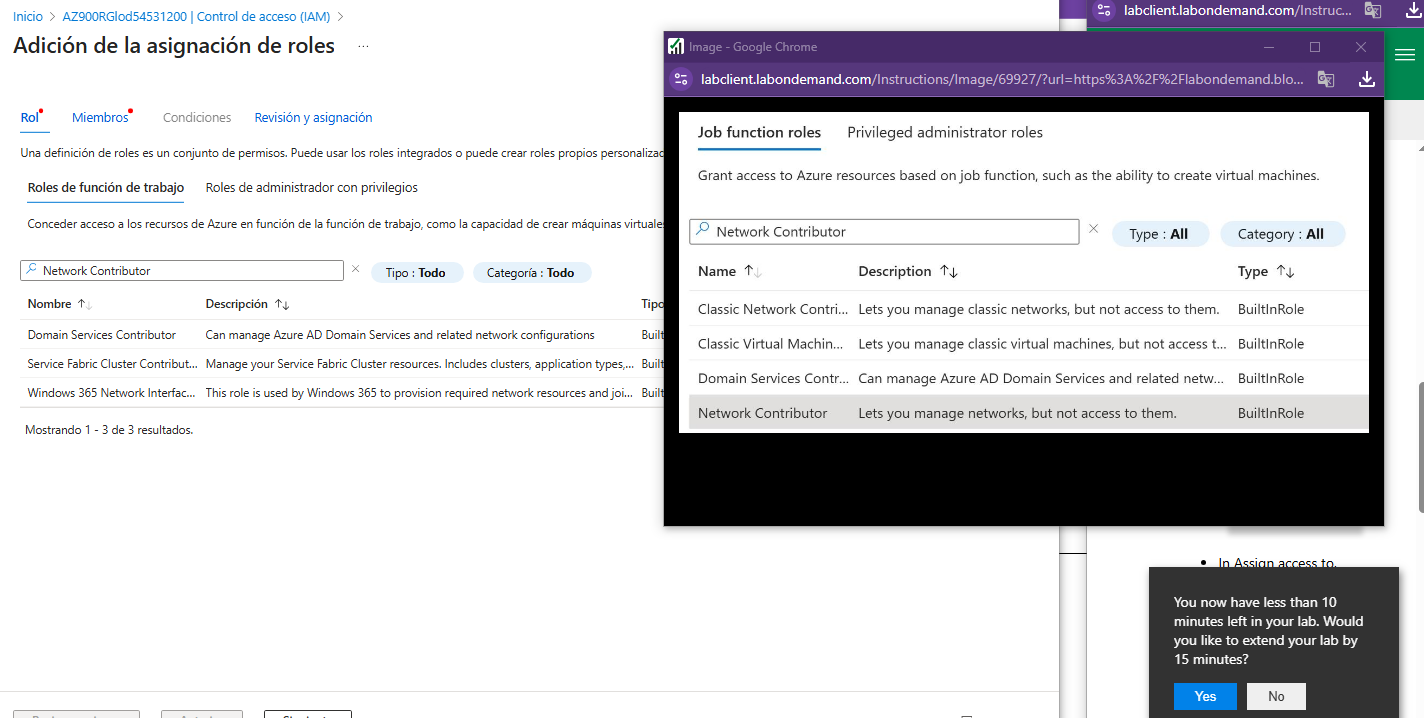 Inicio > AZ900RGlod54531200 | Control de acceso (IAM) >
Adición de la asignación de roles ...
Rol Miembros Condiciones Revisión y asignación
Una definición de roles es un conjunto de permisos. Puede usar los roles integrados o puede crear roles propios
Roles de función de trabajo Roles de administrador con privilegios
Conceder acceso a los recursos de Azure en función de la función de trabajo, como la capacidad de crear máquinas
Network Contributor × Tipo : Todo Categoría : Todo
Nombre ↑↓ Descripción ↑↓
Domain Services Contributor Can manage Azure AD Domain Services and related network configurations
Service Fabric Cluster Contribut... Manage your Service Fabric Cluster resources. Includes clusters, application types,...
Windows 365 Network Interfac... This role is used by Windows 365 to provision required network resources and joi...
Mostrando 1 - 3 de 3 resultados.
labclient.labondemand.com/Instruc...
Image - Google Chrome
labclient.labondemand.com/Instructions/Image/69927/?url=https%3A%2F%2Flabondemand.blo...
Job function roles Privileged administrator roles
Grant access to Azure resources based on job function, such as the ability to create virtual machines.
Network Contributor × Type : All Category : All
Name ↑↓ Description ↑↓ Type ↑↓
Classic Network Contri... Lets you manage classic networks, but not access to them. BuiltInRole
Classic Virtual Machin... Lets you manage classic virtual machines, but not access t... BuiltInRole
Domain Services Contr... Can manage Azure AD Domain Services and related netw... BuiltInRole
Network Contributor Lets you manage networks, but not access to them. BuiltInRole
• In Assign access to,
You now have less than 10
minutes left in your lab. Would
you like to extend your lab by
15 minutes?
Yes No